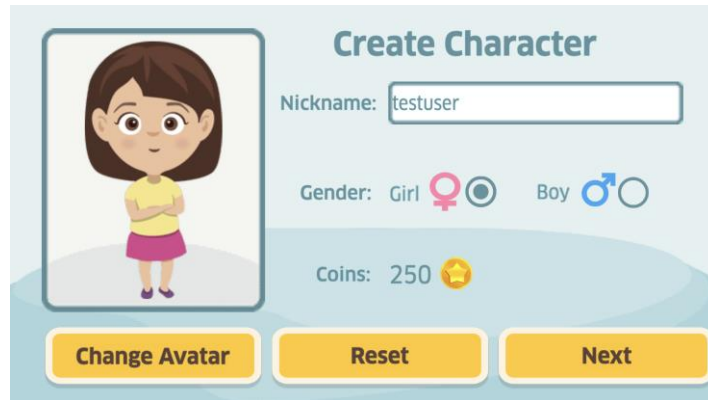 Create Character
Nickname: testuser
Gender: Girl Boy
Coins: 250
Change Avatar Reset Next